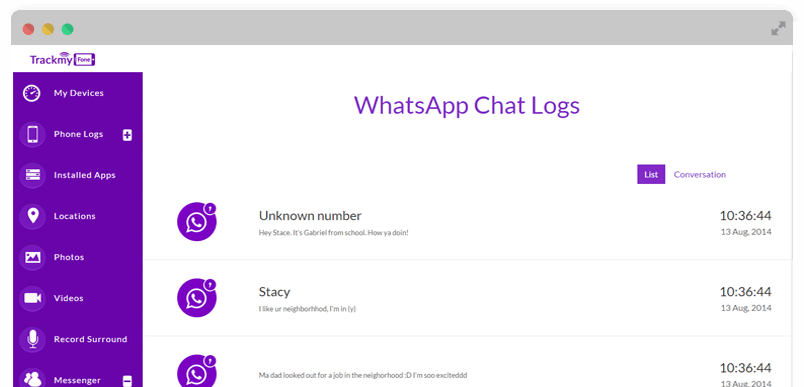 Trackmy Fone
My Devices
WhatsApp Chat Logs
Phone Logs
Installed Apps
List Conversation
Locations
Unknown number 10:36:44
Hey Stace. It's Gabriel from school. How ya doin! 13 Aug, 2014
Photos
Videos
Stacy 10:36:44
I like ur neighborhhod, I'm in (y) 13 Aug, 2014
Record Surround
Messenger
10:36:44
Ma dad looked out for a job in the neighorhood :D I'm soo exciteddd
13 Aug, 2014